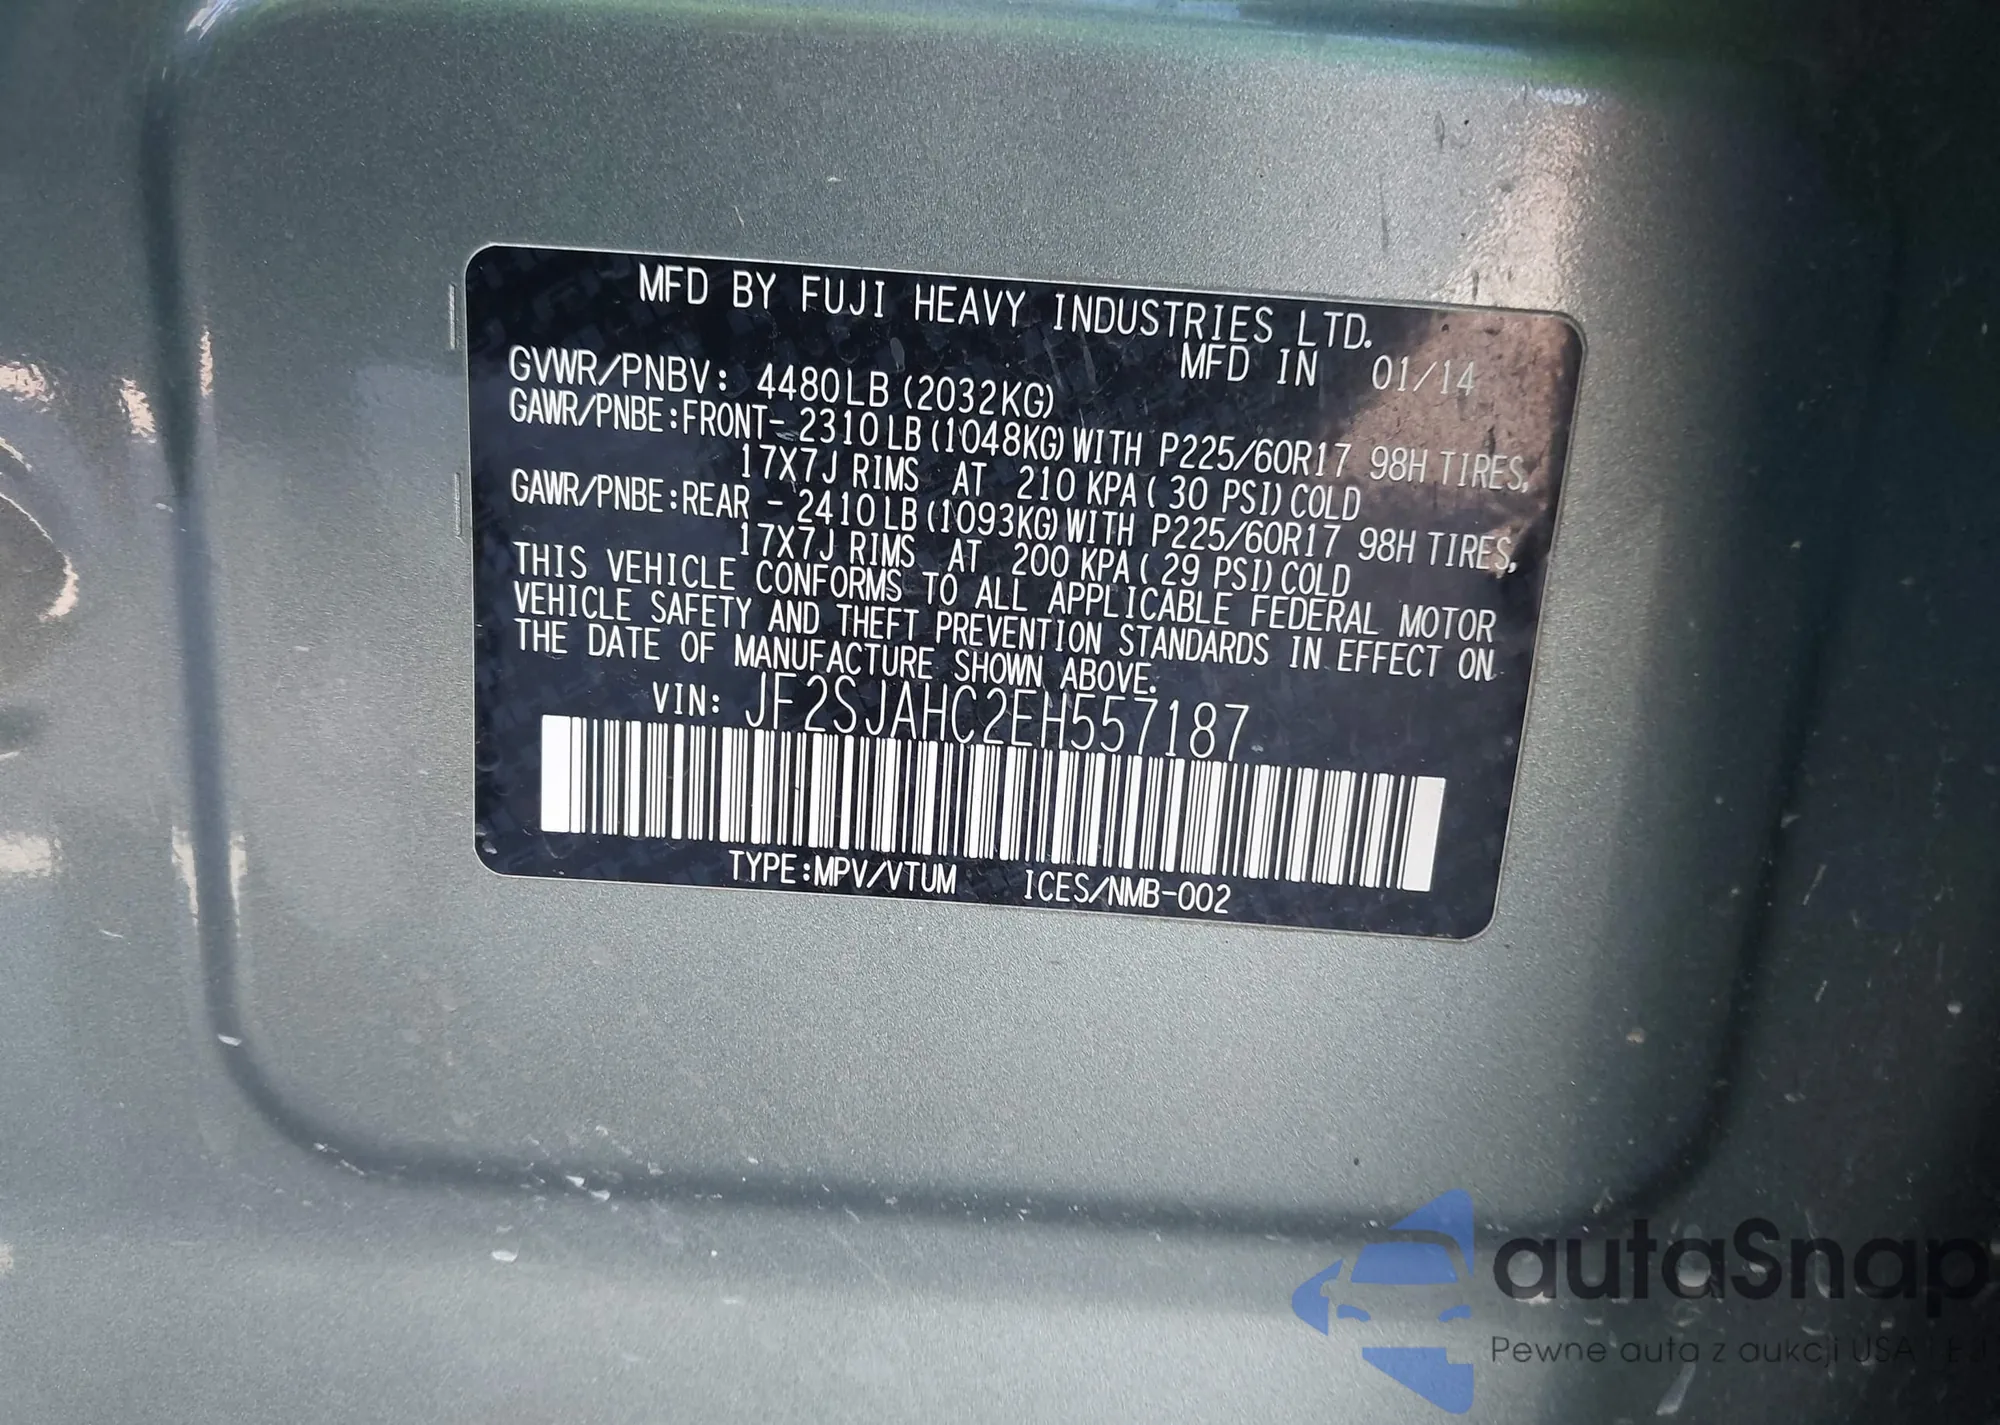 MFD BY FUJI HEAVY INDUSTRIES LTD.
MFD IN 01/14
GVWR/PNBV: 4480LB (2032KG)
GAWR/PNBE:FRONT- 2310LB(1048KG)WITH P225/60R17 98H TIRES,
17X7J RIMS AT 210 KPA( 30 PSI)COLD
GAWR/PNBE:REAR - 2410LB(1093KG)WITH P225/60R17 98H TIRES,
17X7J RIMS AT 200 KPA( 29 PSI)COLD
THIS VEHICLE CONFORMS TO ALL APPLICABLE FEDERAL MOTOR
VEHICLE SAFETY AND THEFT PREVENTION STANDARDS IN EFFECT ON
THE DATE OF MANUFACTURE SHOWN ABOVE.
VIN: JF2SJAHC2EH557187
TYPE:MPV/VTUM ICES/NMB-002
autaSnap
Pewne auta z aukcji USA i EU